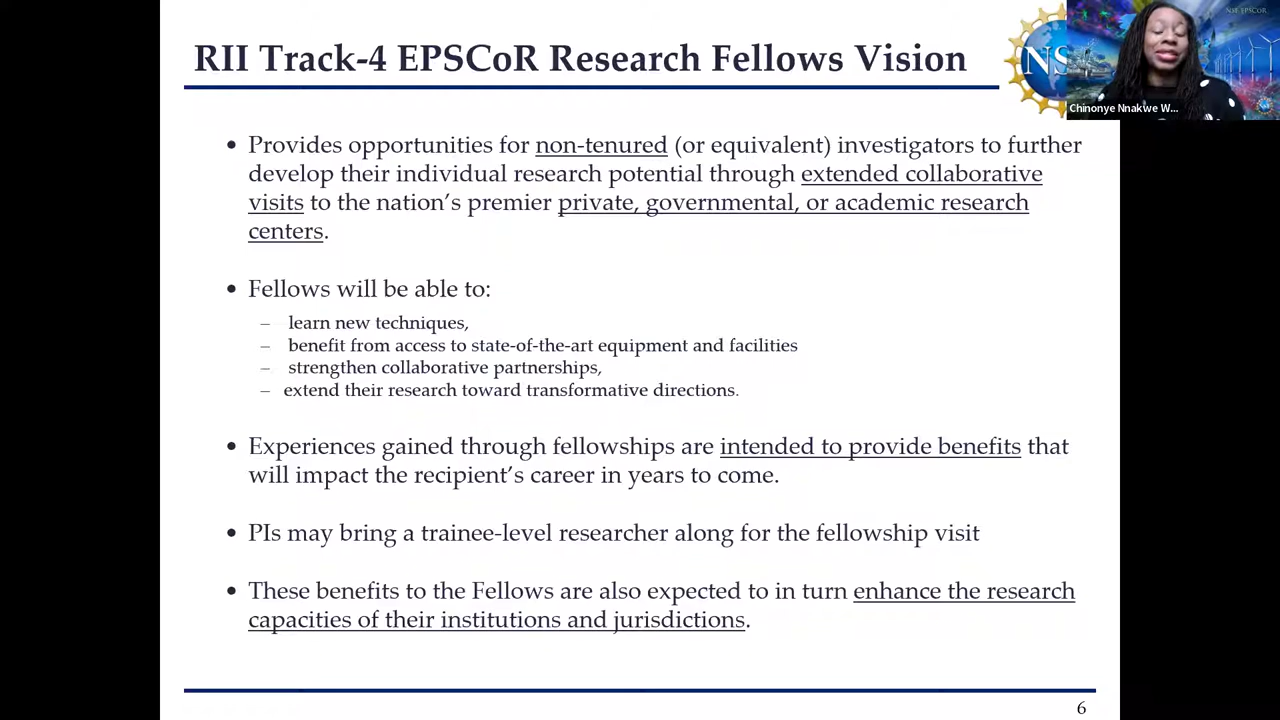 RII Track-4 EPSCoR Research Fellows Vision
NS
NSF EPSCoR
Chinonye Nnakwe W...
• Provides opportunities for non-tenured (or equivalent) investigators to further
develop their individual research potential through extended collaborative
visits to the nation's premier private, governmental, or academic research
centers.
• Fellows will be able to:
– learn new techniques,
– benefit from access to state-of-the-art equipment and facilities
– strengthen collaborative partnerships,
– extend their research toward transformative directions.
• Experiences gained through fellowships are intended to provide benefits that
will impact the recipient's career in years to come.
• PIs may bring a trainee-level researcher along for the fellowship visit
• These benefits to the Fellows are also expected to in turn enhance the research
capacities of their institutions and jurisdictions.
6